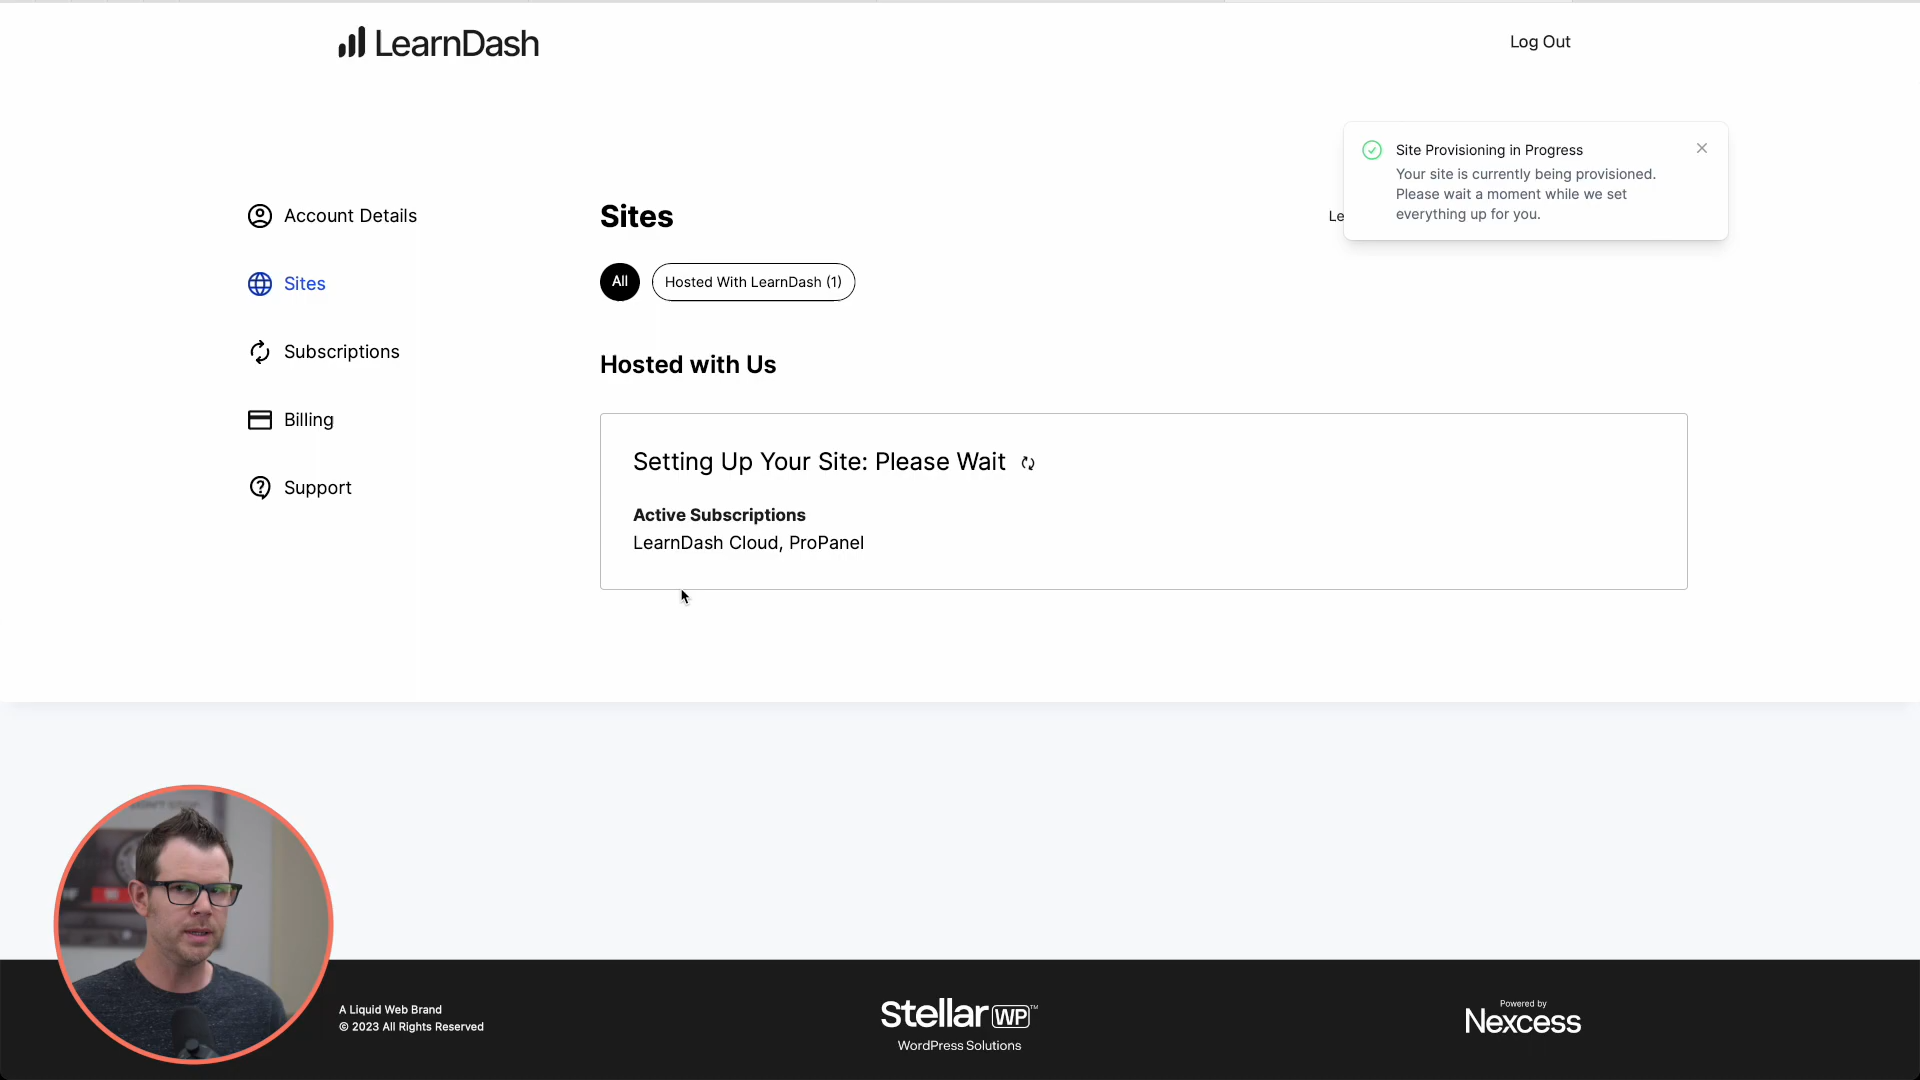 LearnDash
Log Out
Site Provisioning in Progress
Your site is currently being provisioned.
Please wait a moment while we set
everything up for you.
Account Details
Sites
Subscriptions
Billing
Support
Sites
Le
All
Hosted With LearnDash (1)
Hosted with Us
Setting Up Your Site: Please Wait
Active Subscriptions
LearnDash Cloud, ProPanel
A Liquid Web Brand
© 2023 All Rights Reserved
StellarWP™
WordPress Solutions
Powered by
Nexcess